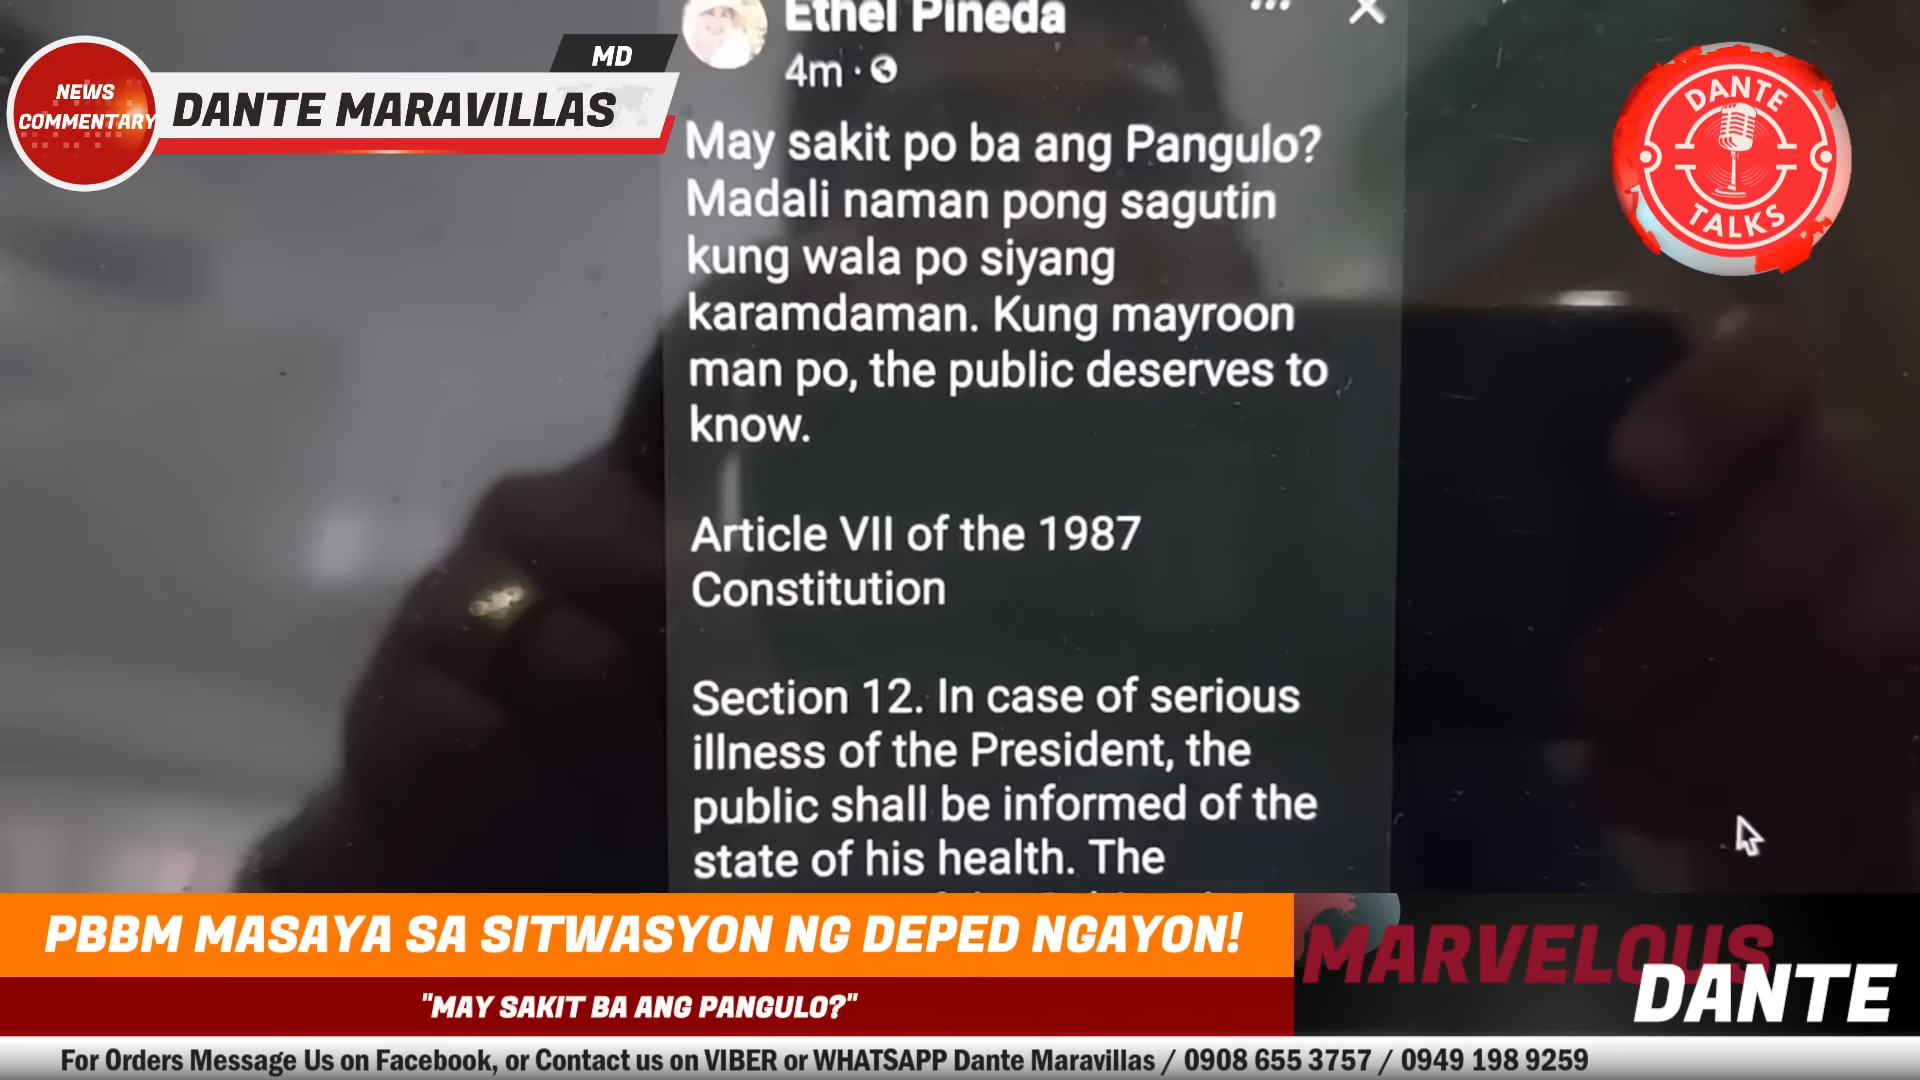 Ethel Pineda
4m
MD
NEWS
COMMENTARY
DANTE MARAVILLAS
DANTE
TALKS
May sakit po ba ang Pangulo?
Madali naman pong sagutin
kung wala po siyang
karamdaman. Kung mayroon
man po, the public deserves to
know.
Article VII of the 1987
Constitution
Section 12. In case of serious
illness of the President, the
public shall be informed of the
state of his health. The
PBBM MASAYA SA SITWASYON NG DEPED NGAYON!
"MAY SAKIT BA ANG PANGULO?"
MARVELOUS
DANTE
For Orders Message Us on Facebook, or Contact us on VIBER or WHATSAPP Dante Maravillas / 0908 655 3757 / 0949 198 9259